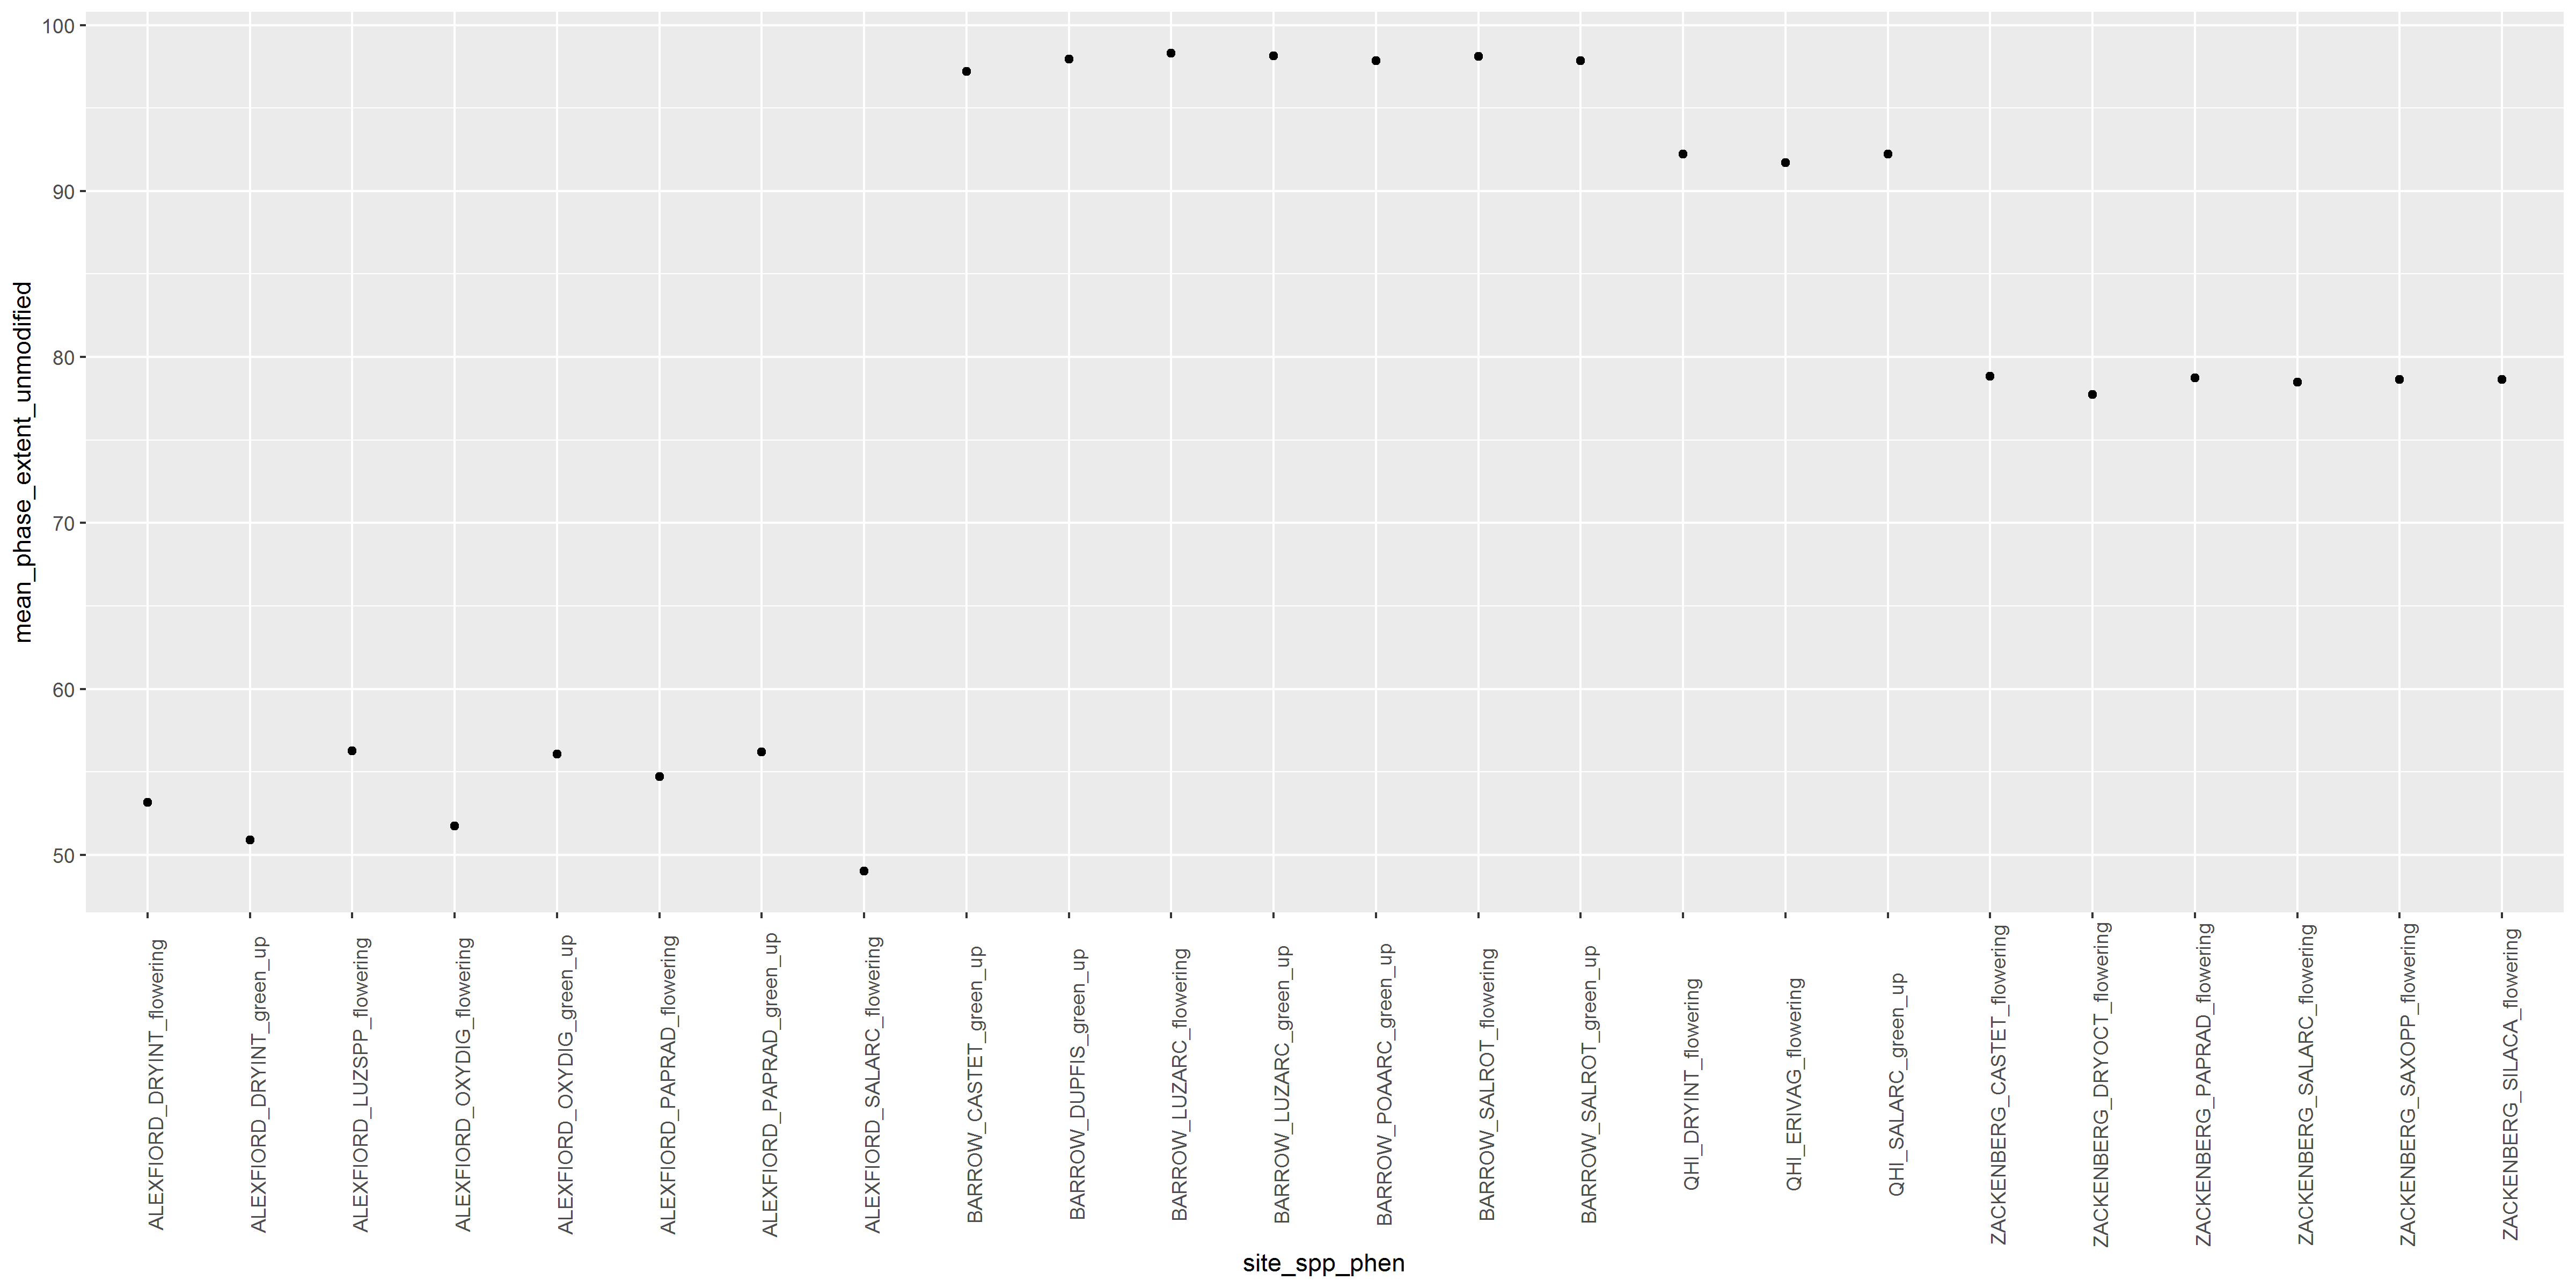 100
90
80
70
60
50
mean_phase_extent_unmodified
ALEXFIORD_DRYINT_flowering
ALEXFIORD_DRYINT_green_up
ALEXFIORD_LUZSPP_flowering
ALEXFIORD_OXYDIG_flowering
ALEXFIORD_OXYDIG_green_up
ALEXFIORD_PAPRAD_flowering
ALEXFIORD_PAPRAD_green_up
ALEXFIORD_SALARC_flowering
BARROW_CASTET_green_up
BARROW_DUPFIS_green_up
BARROW_LUZARC_flowering
BARROW_LUZARC_green_up
BARROW_POAARC_green_up
BARROW_SALROT_flowering
BARROW_SALROT_green_up
QHI_DRYINT_flowering
QHI_ERIVAG_flowering
QHI_SALARC_green_up
ZACKENBERG_CASTET_flowering
ZACKENBERG_DRYOCT_flowering
ZACKENBERG_PAPRAD_flowering
ZACKENBERG_SALARC_flowering
ZACKENBERG_SAXOPP_flowering
ZACKENBERG_SILACA_flowering
site_spp_phen